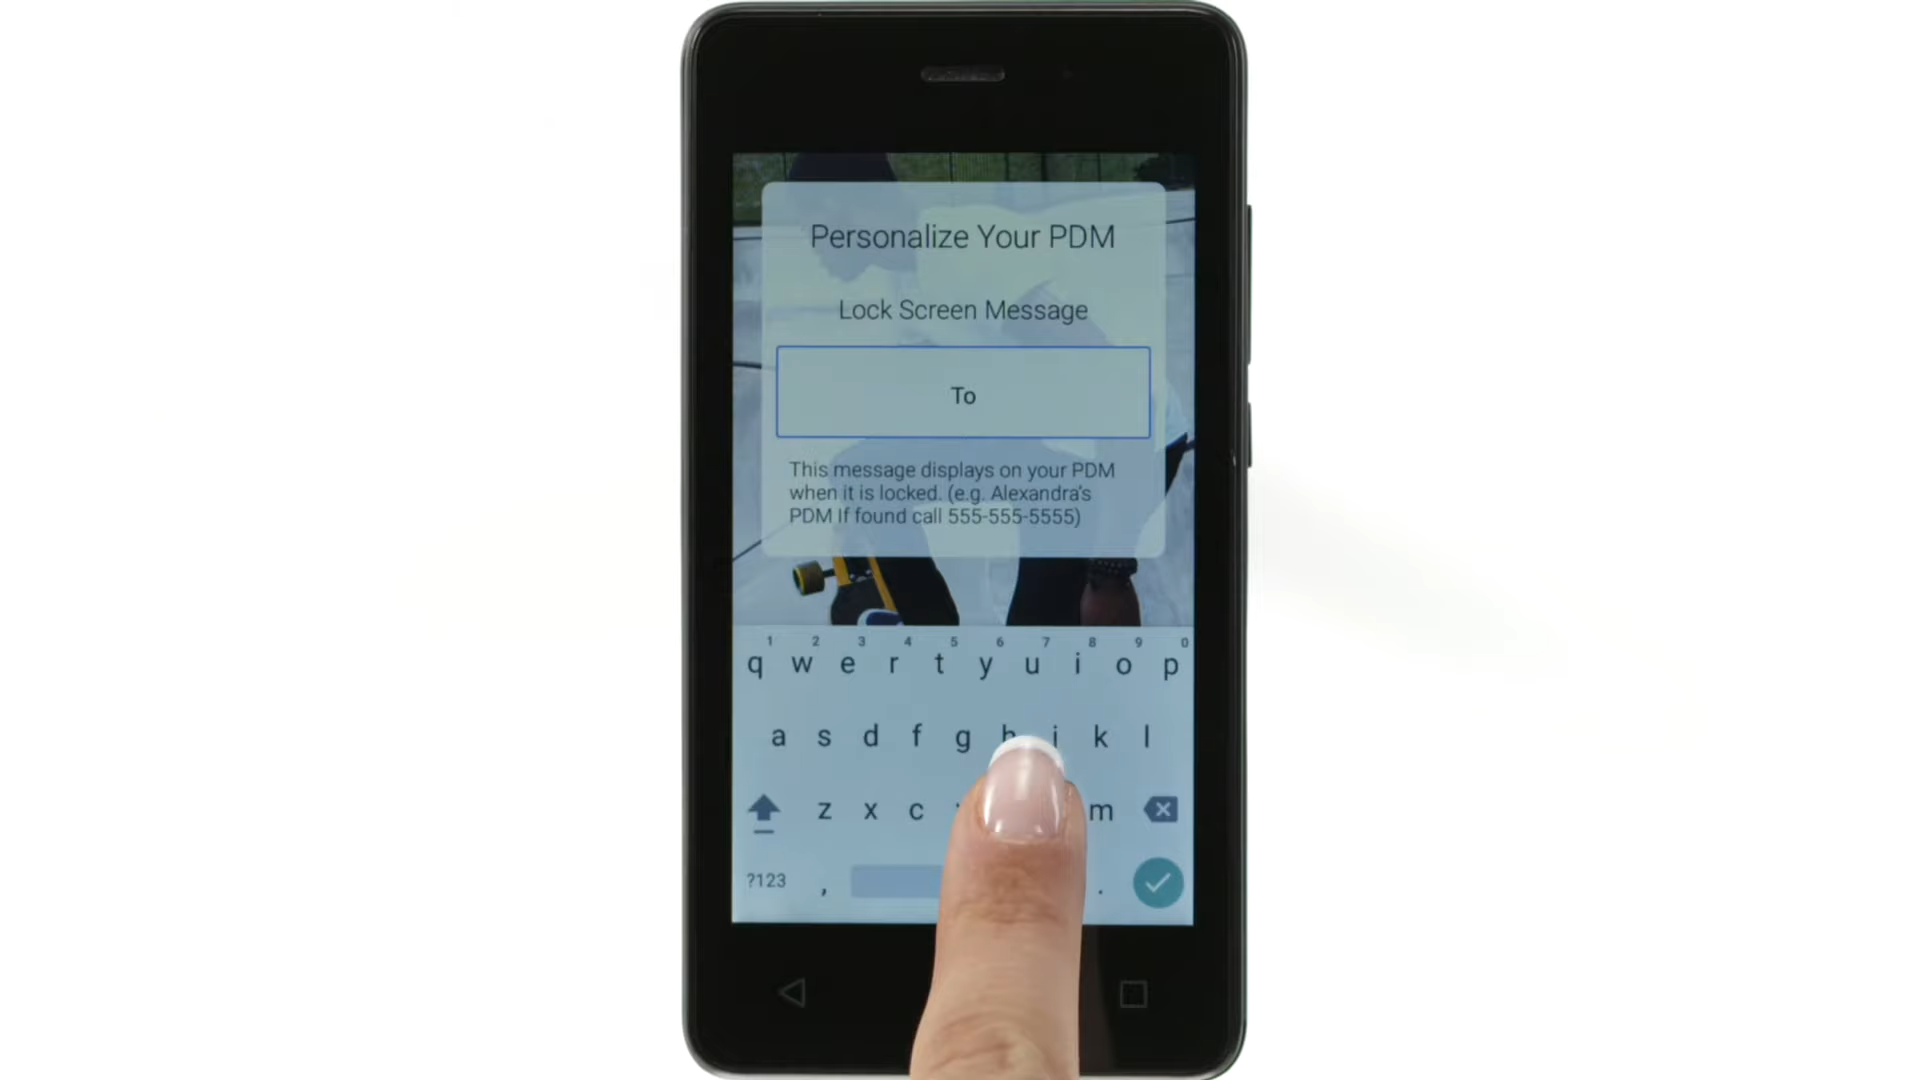 Personalize Your PDM
Lock Screen Message
To
This message displays on your PDM
when it is locked. (e.g. Alexandra's
PDM If found call 555-555-5555)
1 2 3 4 5 6 7 8 9 0
q w e r t y u i o p
a s d f g h j k l
z x c m
?123 , .